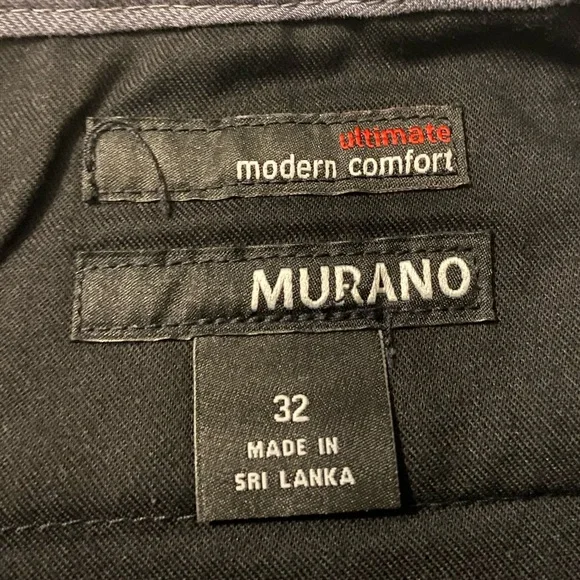 ultimate
modern comfort
MURANO
32
MADE IN
SRI LANKA